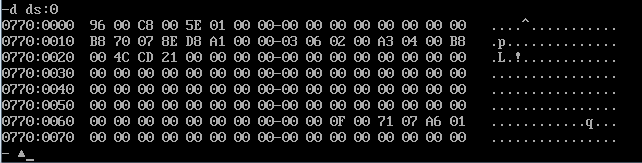 -d ds:0
0770:0000 96 00 C8 00 5E 01 00 00-00 00 00 00 00 00 00 00 ....^...........
0770:0010 B8 70 07 8E D8 A1 00 00-03 06 02 00 A3 04 00 B8 .p..............
0770:0020 00 4C CD 21 00 00 00 00-00 00 00 00 00 00 00 00 .L.!............
0770:0030 00 00 00 00 00 00 00 00-00 00 00 00 00 00 00 00 ................
0770:0040 00 00 00 00 00 00 00 00-00 00 00 00 00 00 00 00 ................
0770:0050 00 00 00 00 00 00 00 00-00 00 00 00 00 00 00 00 ................
0770:0060 00 00 00 00 00 00 00 00-00 00 0F 00 71 07 A6 01 ............q...
0770:0070 00 00 00 00 00 00 00 00-00 00 00 00 00 00 00 00 ................
- ▲_